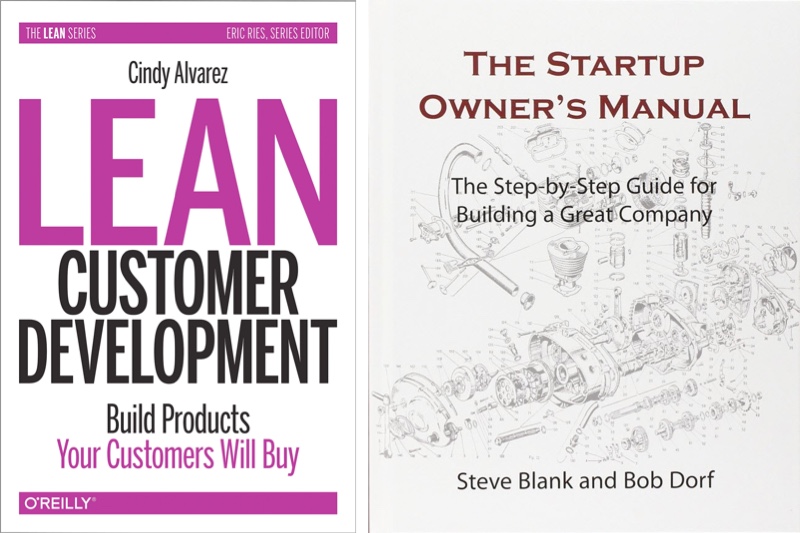 THE LEAN SERIES
ERIC RIES, SERIES EDITOR
Cindy Alvarez
LEAN
CUSTOMER
DEVELOPMENT
Build Products
Your Customers Will Buy
O'REILLY®
THE STARTUP
OWNER'S MANUAL
The Step-by-Step Guide for
Building a Great Company
Steve Blank and Bob Dorf